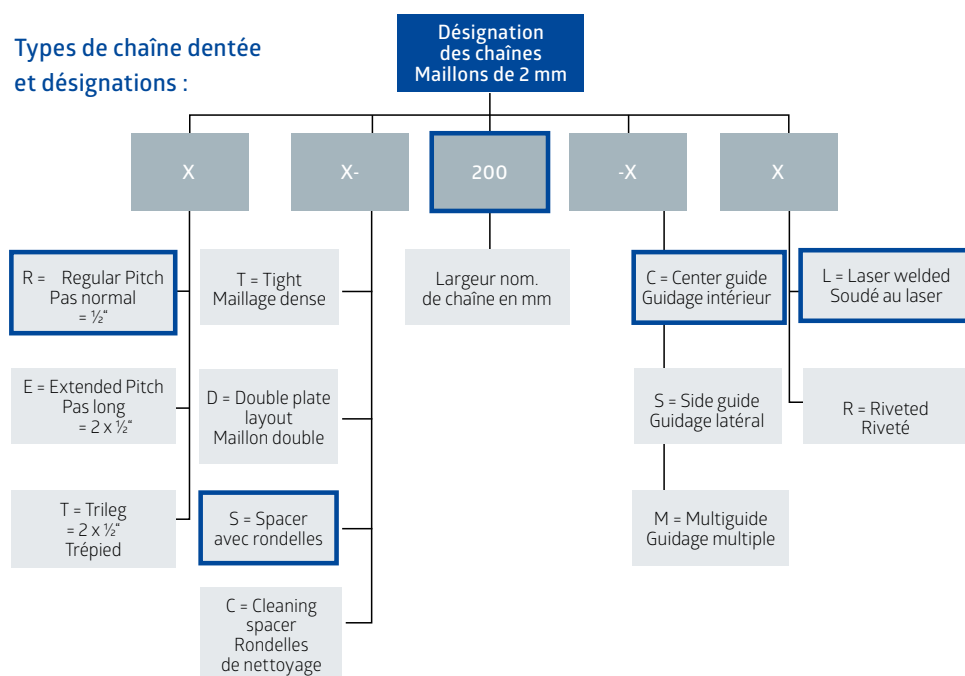 Types de chaîne dentée
et désignations :
Désignation
des chaînes
Maillons de 2 mm
X
X-
200
-X
X
R = Regular Pitch
Pas normal
= ½“
E = Extended Pitch
Pas long
= 2 x ½“
T = Trileg
= 2 x ½“
Trépied
T = Tight
Maillage dense
D = Double plate
layout
Maillon double
S = Spacer
avec rondelles
C = Cleaning
spacer
Rondelles
de nettoyage
Largeur nom.
de chaîne en mm
C = Center guide
Guidage intérieur
S = Side guide
Guidage latéral
M = Multiguide
Guidage multiple
L = Laser welded
Soudé au laser
R = Riveted
Riveté